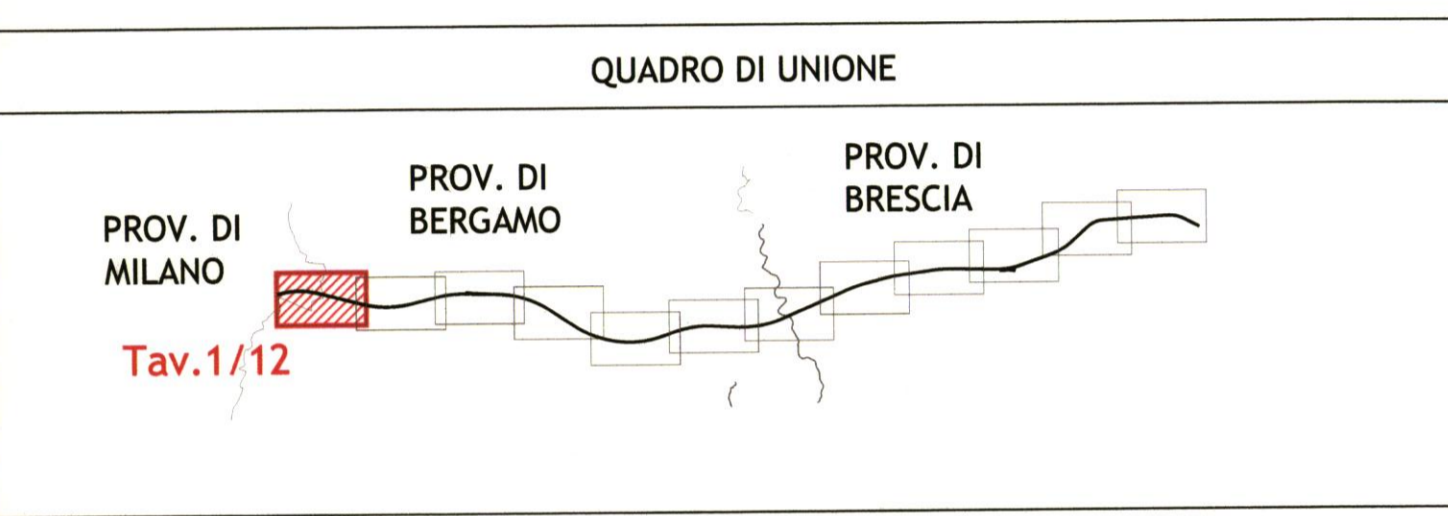 QUADRO DI UNIONE
PROV. DI
MILANO
PROV. DI
BERGAMO
PROV. DI
BRESCIA
Tav.1/12